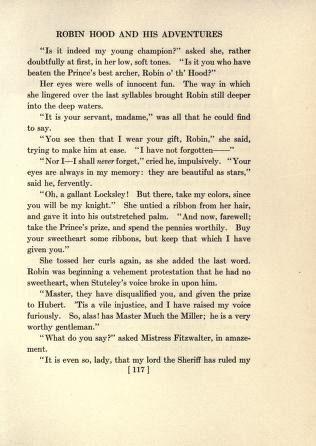 ROBIN HOOD AND HIS ADVENTURES
"Is it indeed my young champion?" asked she, rather
doubtfully at first, in her low, soft tones. "Is it you who have
beaten the Prince's best archer, Robin o' th' Hood?"
Her eyes were wells of innocent fun. The way in which
she lingered over the last syllables brought Robin still deeper
into the deep waters.
"It is your servant, madame," was all that he could find
to say.
"You see then that I wear your gift, Robin," she said,
trying to make him at ease. "I have not forgotten——"
"Nor I—I shall never forget," cried he, impulsively. "Your
eyes are always in my memory: they are beautiful as stars,"
said he, fervently.
"Oh, a gallant Locksley! But there, take my colors, since
you will be my knight." She untied a ribbon from her hair,
and gave it into his outstretched palm. "And now, farewell;
take the Prince's prize, and spend the pennies worthily. Buy
your sweetheart some ribbons, but keep that which I have
given you."
She tossed her curls again, as she added the last word.
Robin was beginning a vehement protestation that he had no
sweetheart, when Stuteley's voice broke in upon him.
"Master, they have disqualified you, and given the prize
to Hubert. 'Tis a vile injustice, and I have raised my voice
furiously. So, alas! has Master Much the Miller; he is a very
worthy gentleman."
"What do you say?" asked Mistress Fitzwalter, in amaze-
ment.
"It is even so, lady, that my lord the Sheriff has ruled my
[ 117 ]